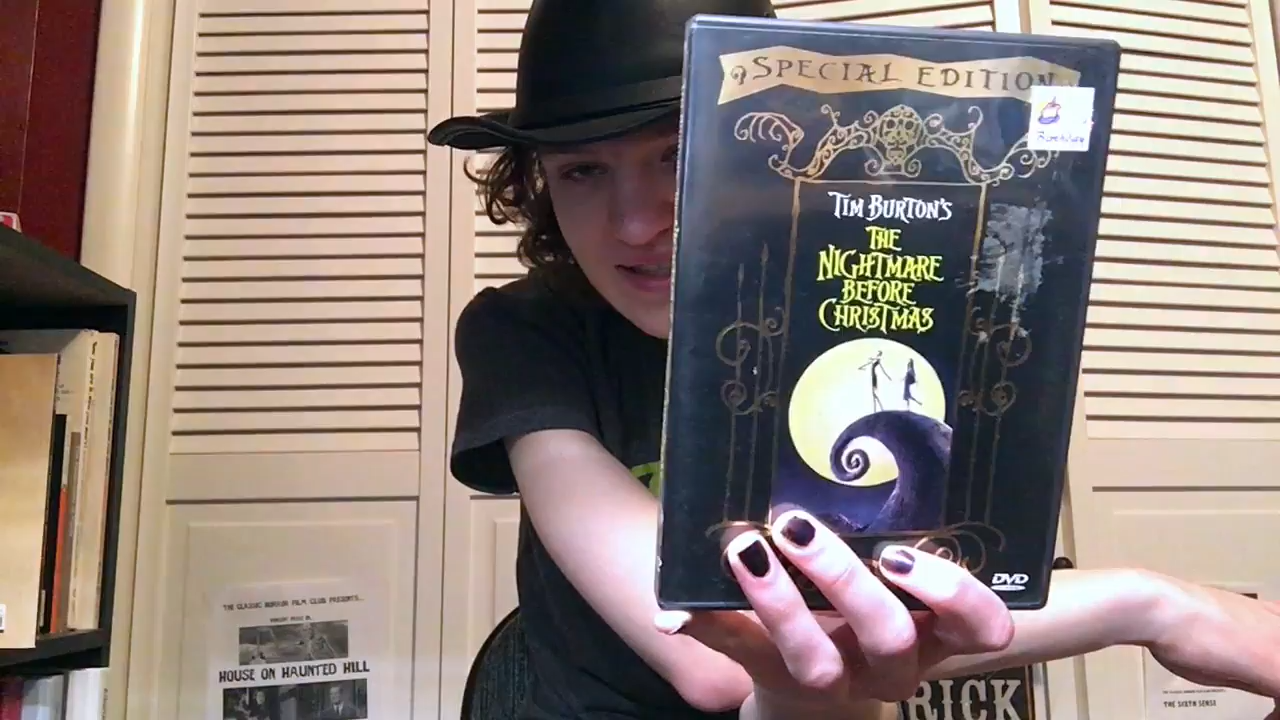 SPECIAL EDITION
TIM BURTON'S
THE
NIGHTMARE
BEFORE
CHRISTMAS
DVD
THE CLASSIC HORROR FILM CLUB PRESENTS...
HOUSE ON HAUNTED HILL
RICK
THE SIXTH SENSE